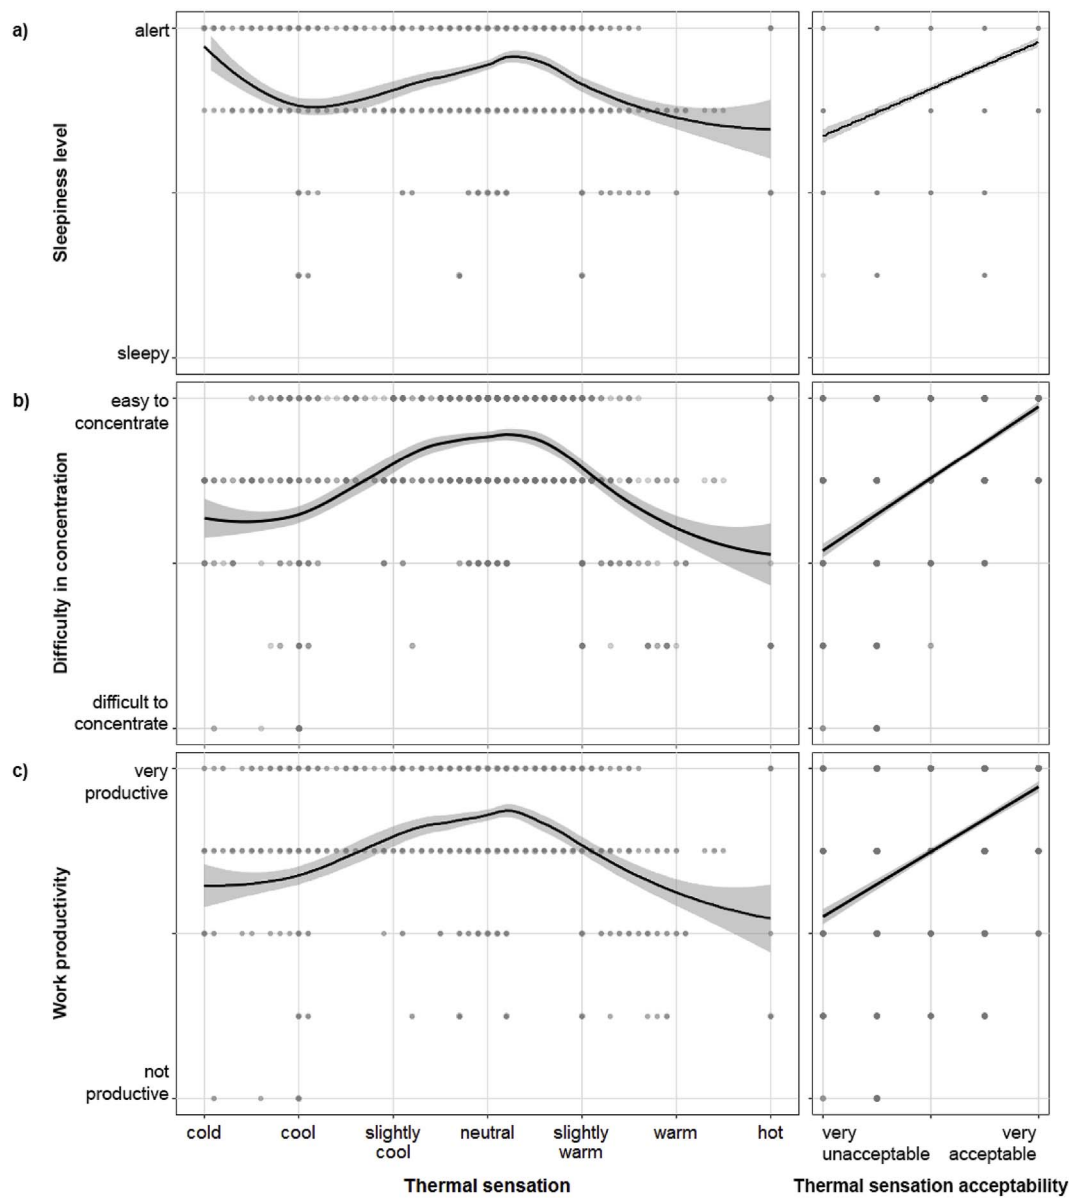 a)
alert
Sleepiness level
sleepy
b)
easy to
concentrate
Difficulty in concentration
difficult to
concentrate
c)
very
productive
Work productivity
not
productive
cold
cool
slightly
cool
neutral
slightly
warm
warm
hot
very
unacceptable
very
acceptable
Thermal sensation
Thermal sensation acceptability